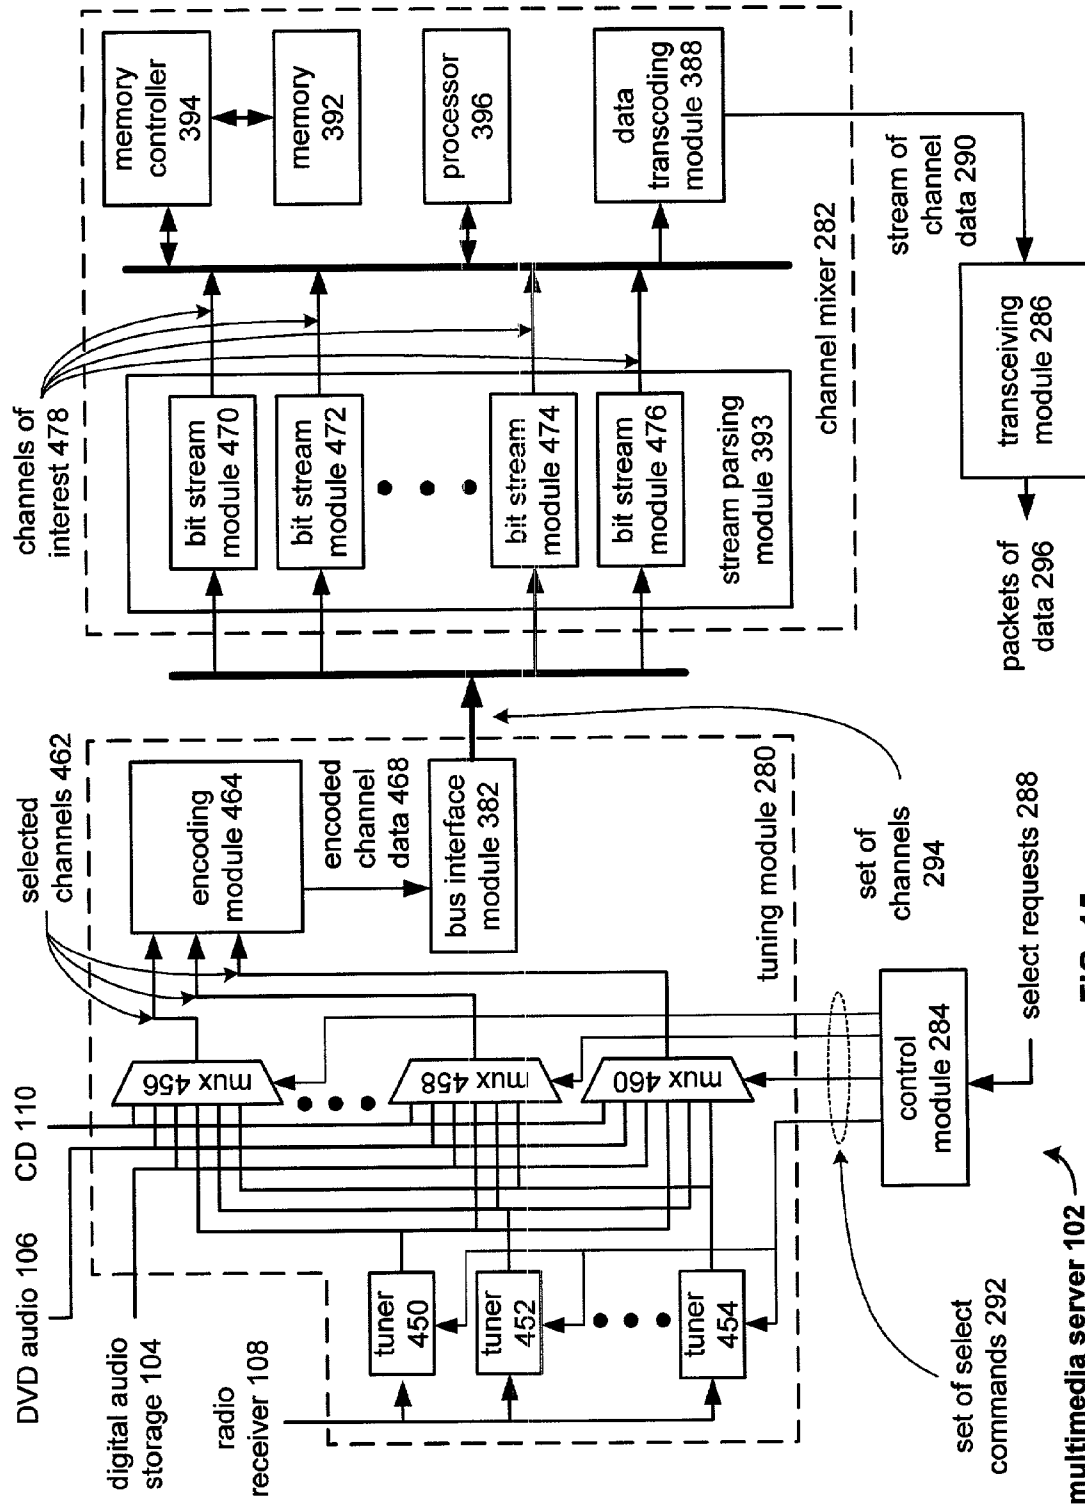 DVD audio 106
CD 110
digital audio
storage 104
radio
receiver 108
tuner
450
tuner
452
tuner
454
mux 456
mux 458
mux 460
selected
channels 462
encoding
module 464
encoded
channel
data 468
bus interface
module 382
tuning module 280
set of select
commands 292
control
module 284
select requests 288
set of
channels
294
channels of
interest 478
bit stream
module 470
bit stream
module 472
bit stream
module 474
bit stream
module 476
stream parsing
module 393
memory
controller
394
memory
392
processor
396
data
transcoding
module 388
channel mixer 282
stream of
channel
data 290
transceiving
module 286
packets of
data 296
multimedia server 102